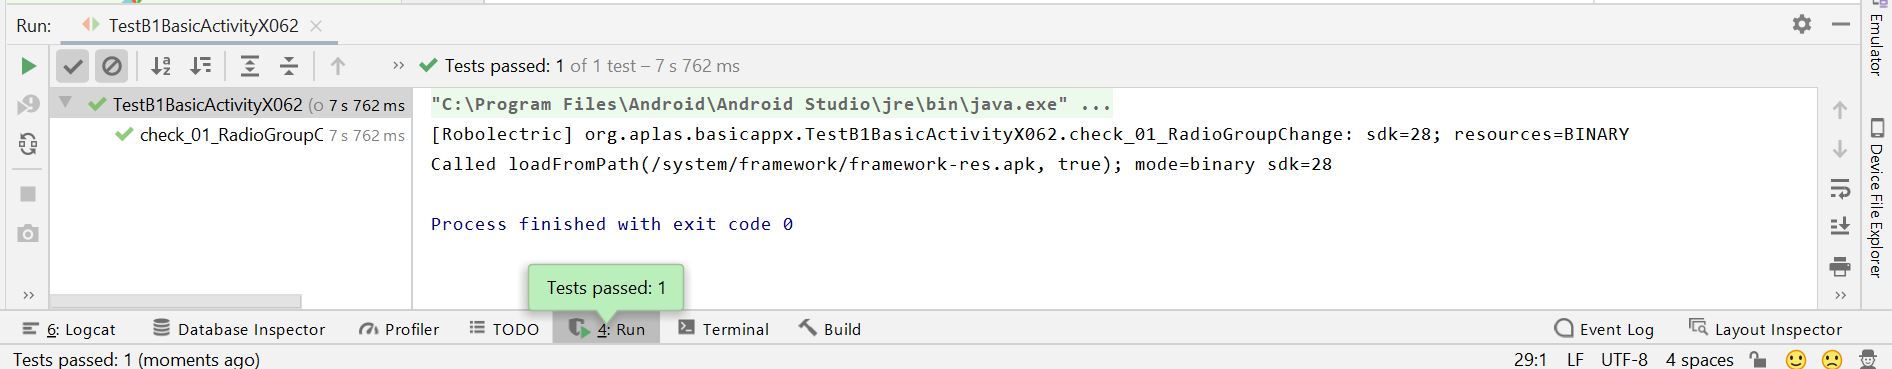 Run: TestB1BasicActivityX062
Tests passed: 1 of 1 test – 7 s 762 ms
TestB1BasicActivityX062 (o 7 s 762 ms
check_01_RadioGroupC 7 s 762 ms
"C:\Program Files\Android\Android Studio\jre\bin\java.exe" ...
[Robolectric] org.aplas.basicappx.TestB1BasicActivityX062.check_01_RadioGroupChange: sdk=28; resources=BINARY
Called loadFromPath(/system/framework/framework-res.apk, true); mode=binary sdk=28
Process finished with exit code 0
Tests passed: 1
Emulator
Device File Explorer
6: Logcat Database Inspector Profiler TODO 4: Run Terminal Build Event Log Layout Inspector
Tests passed: 1 (moments ago) 29:1 LF UTF-8 4 spaces